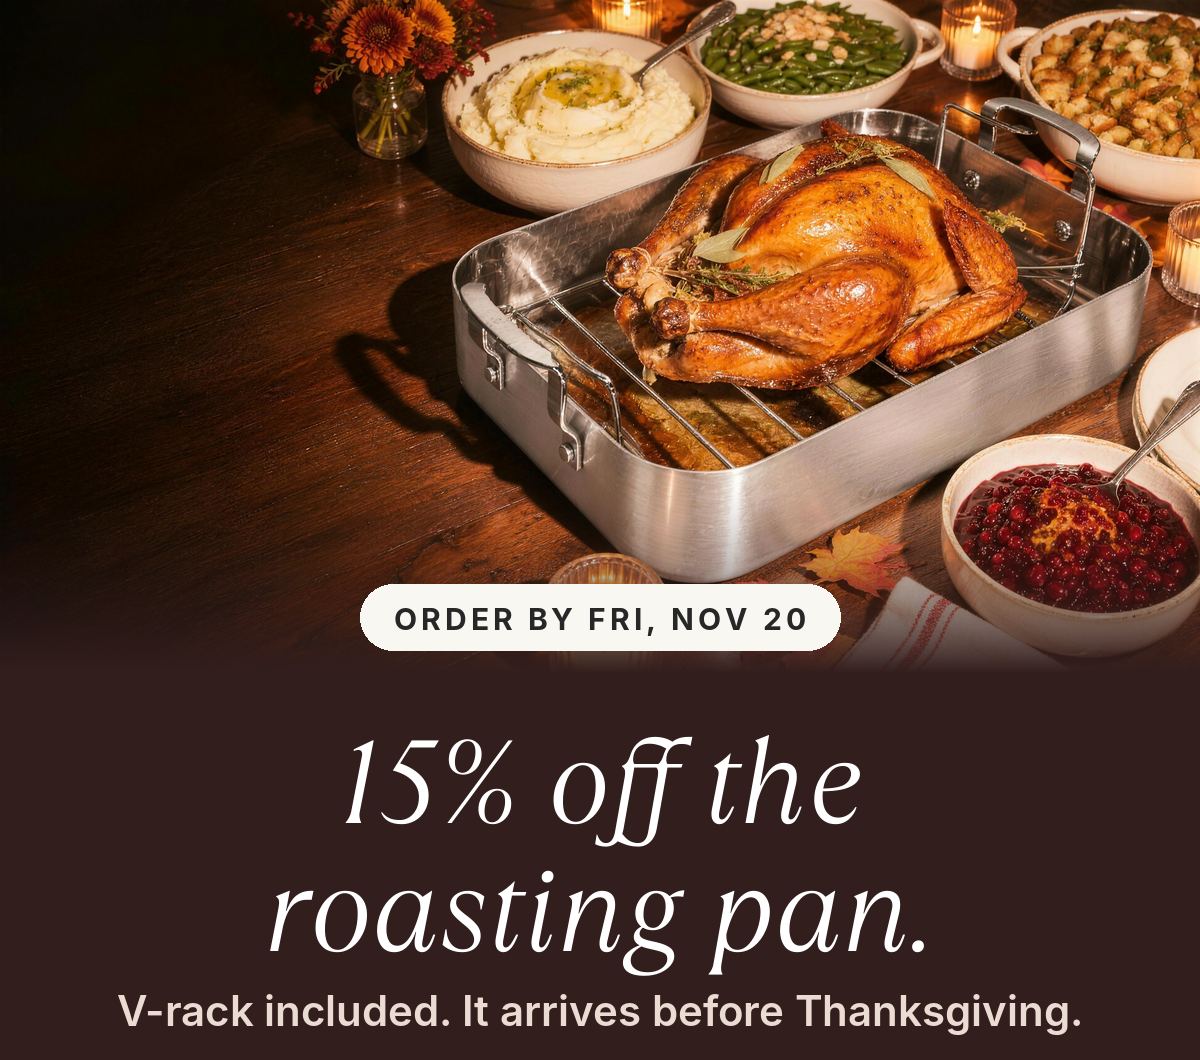 ORDER BY FRI, NOV 20
15% off the
roasting pan.
V-rack included. It arrives before Thanksgiving.